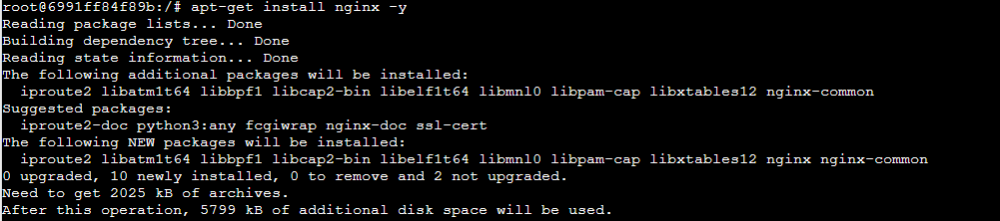 root@6991ff84f89b:/# apt-get install nginx -y
Reading package lists... Done
Building dependency tree... Done
Reading state information... Done
The following additional packages will be installed:
  iproute2 libatm1t64 libbpf1 libcap2-bin libelf1t64 libmnl0 libpam-cap libxtables12 nginx-common
Suggested packages:
  iproute2-doc python3:any fcgiwrap nginx-doc ssl-cert
The following NEW packages will be installed:
  iproute2 libatm1t64 libbpf1 libcap2-bin libelf1t64 libmnl0 libpam-cap libxtables12 nginx nginx-common
0 upgraded, 10 newly installed, 0 to remove and 2 not upgraded.
Need to get 2025 kB of archives.
After this operation, 5799 kB of additional disk space will be used.